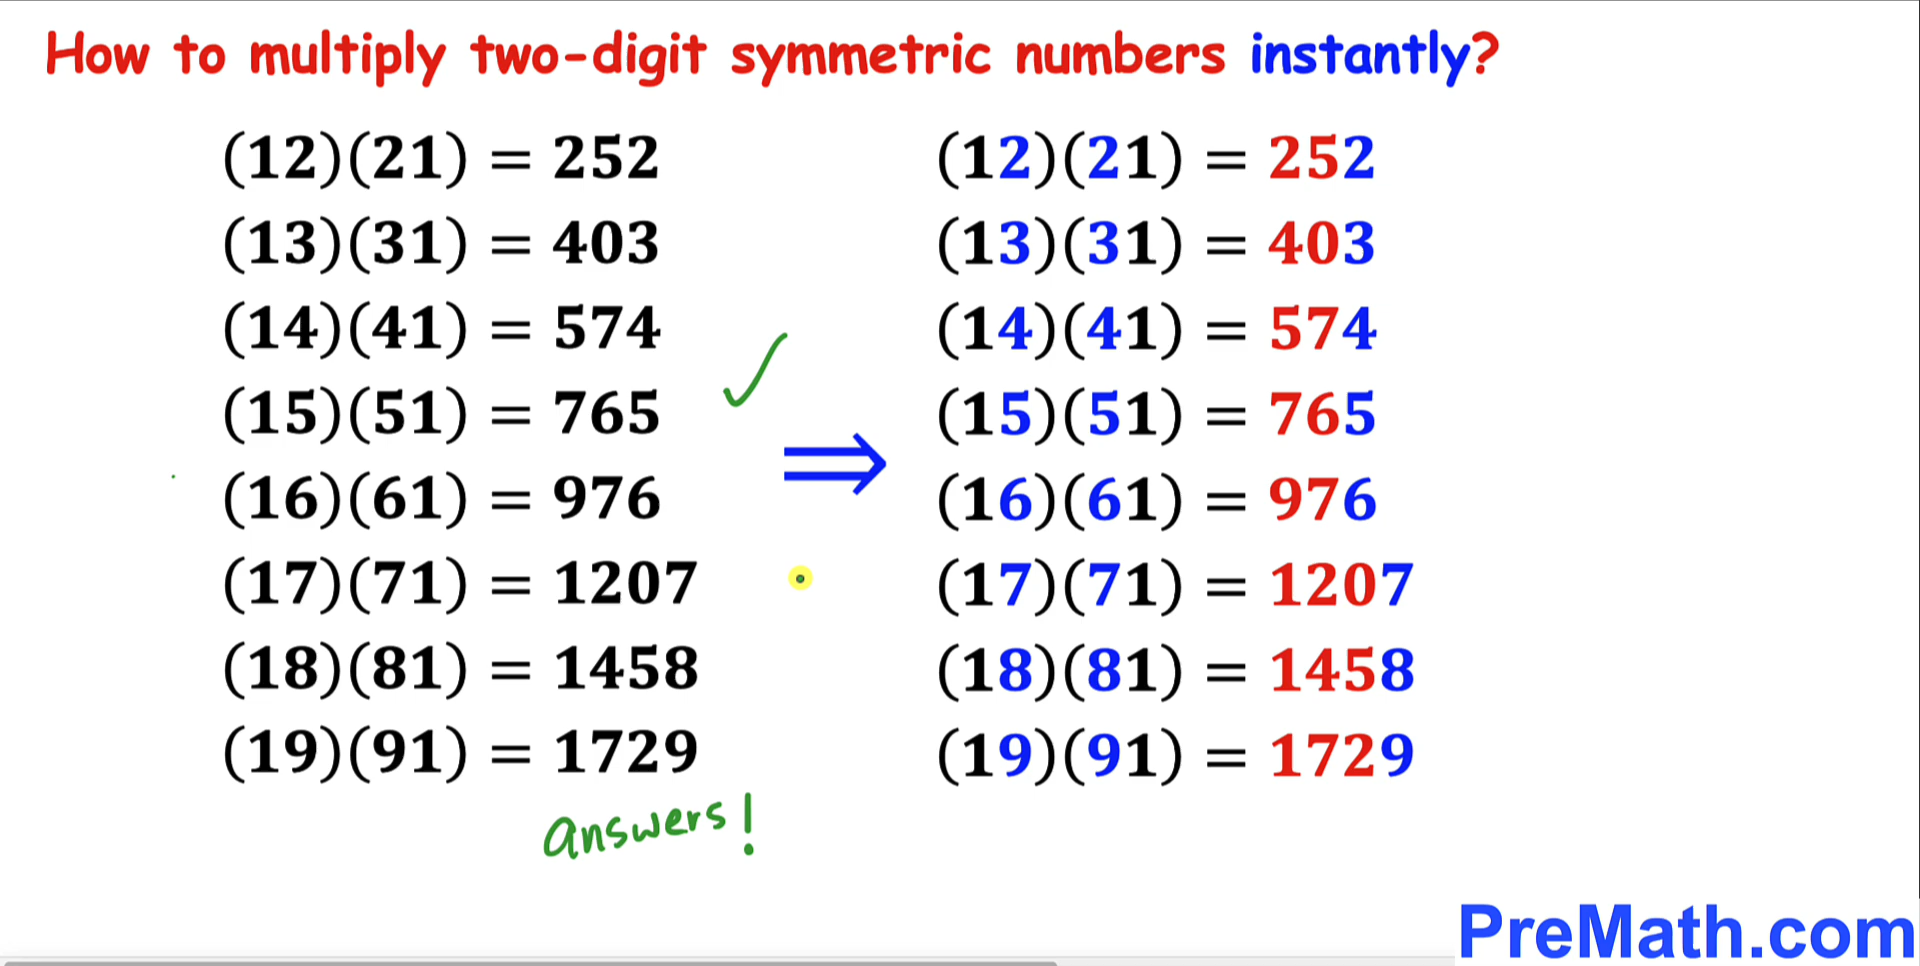 How to multiply two-digit symmetric numbers instantly?
(12)(21) = 252
(13)(31) = 403
(14)(41) = 574
(15)(51) = 765
(16)(61) = 976
(17)(71) = 1207
(18)(81) = 1458
(19)(91) = 1729
answers!
⇒
(12)(21) = 252
(13)(31) = 403
(14)(41) = 574
(15)(51) = 765
(16)(61) = 976
(17)(71) = 1207
(18)(81) = 1458
(19)(91) = 1729
PreMath.com